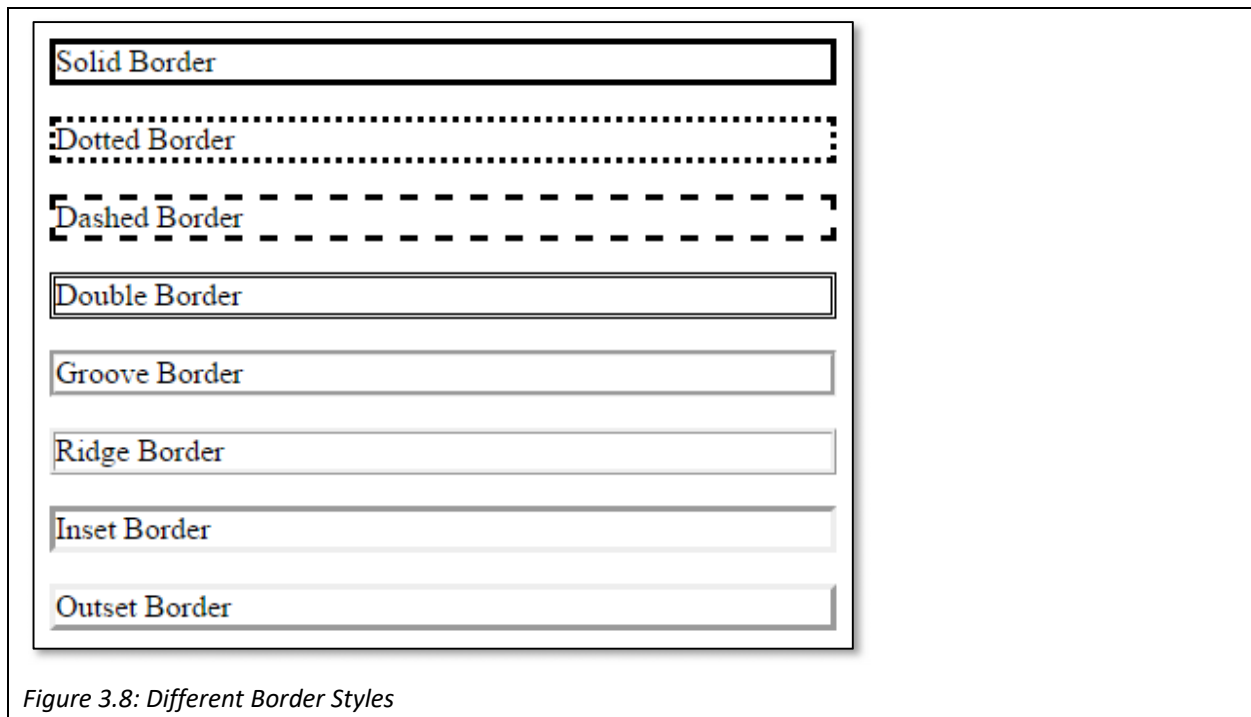 Solid Border
Dotted Border
Dashed Border
Double Border
Groove Border
Ridge Border
Inset Border
Outset Border
Figure 3.8: Different Border Styles